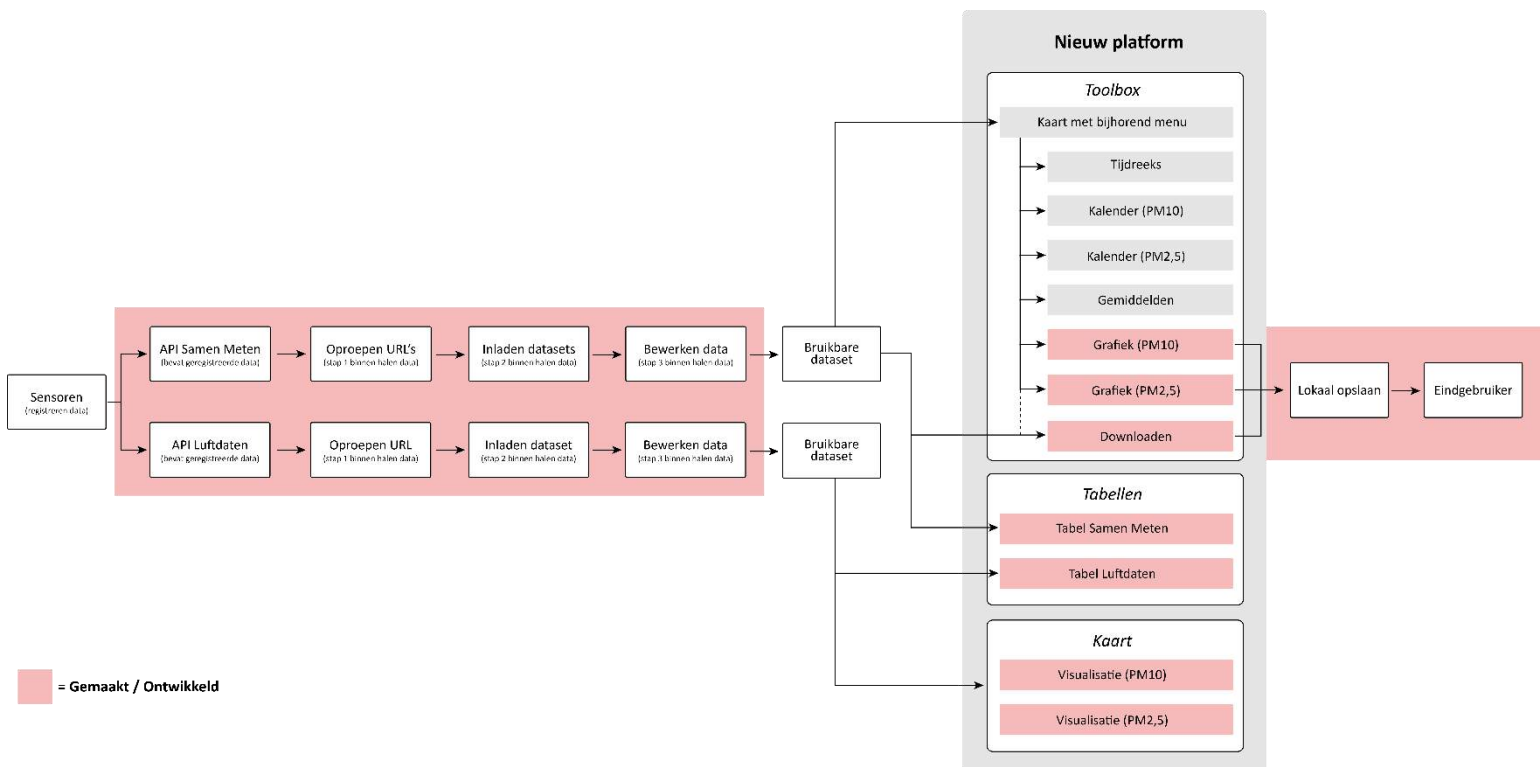 Nieuw platform
Toolbox
Kaart met bijhorend menu
Tijdreeks
Kalender (PM10)
Kalender (PM2,5)
Gemiddelden
Grafiek (PM10)
Grafiek (PM2,5)
Downloaden
Sensoren
(registreren data)
API Samen Meten
(bevat geregistreerde data)
Oproepen URL's
(stap 1 binnen halen data)
Inladen datasets
(stap 2 binnen halen data)
Bewerken data
(stap 3 binnen halen data)
Bruikbare
dataset
API Luftdaten
(bevat geregistreerde data)
Oproepen URL
(stap 1 binnen halen data)
Inladen dataset
(stap 2 binnen halen data)
Bewerken data
(stap 3 binnen halen data)
Bruikbare
dataset
Lokaal opslaan
Eindgebruiker
Tabellen
Tabel Samen Meten
Tabel Luftdaten
Kaart
Visualisatie (PM10)
Visualisatie (PM2,5)
= Gemaakt / Ontwikkeld